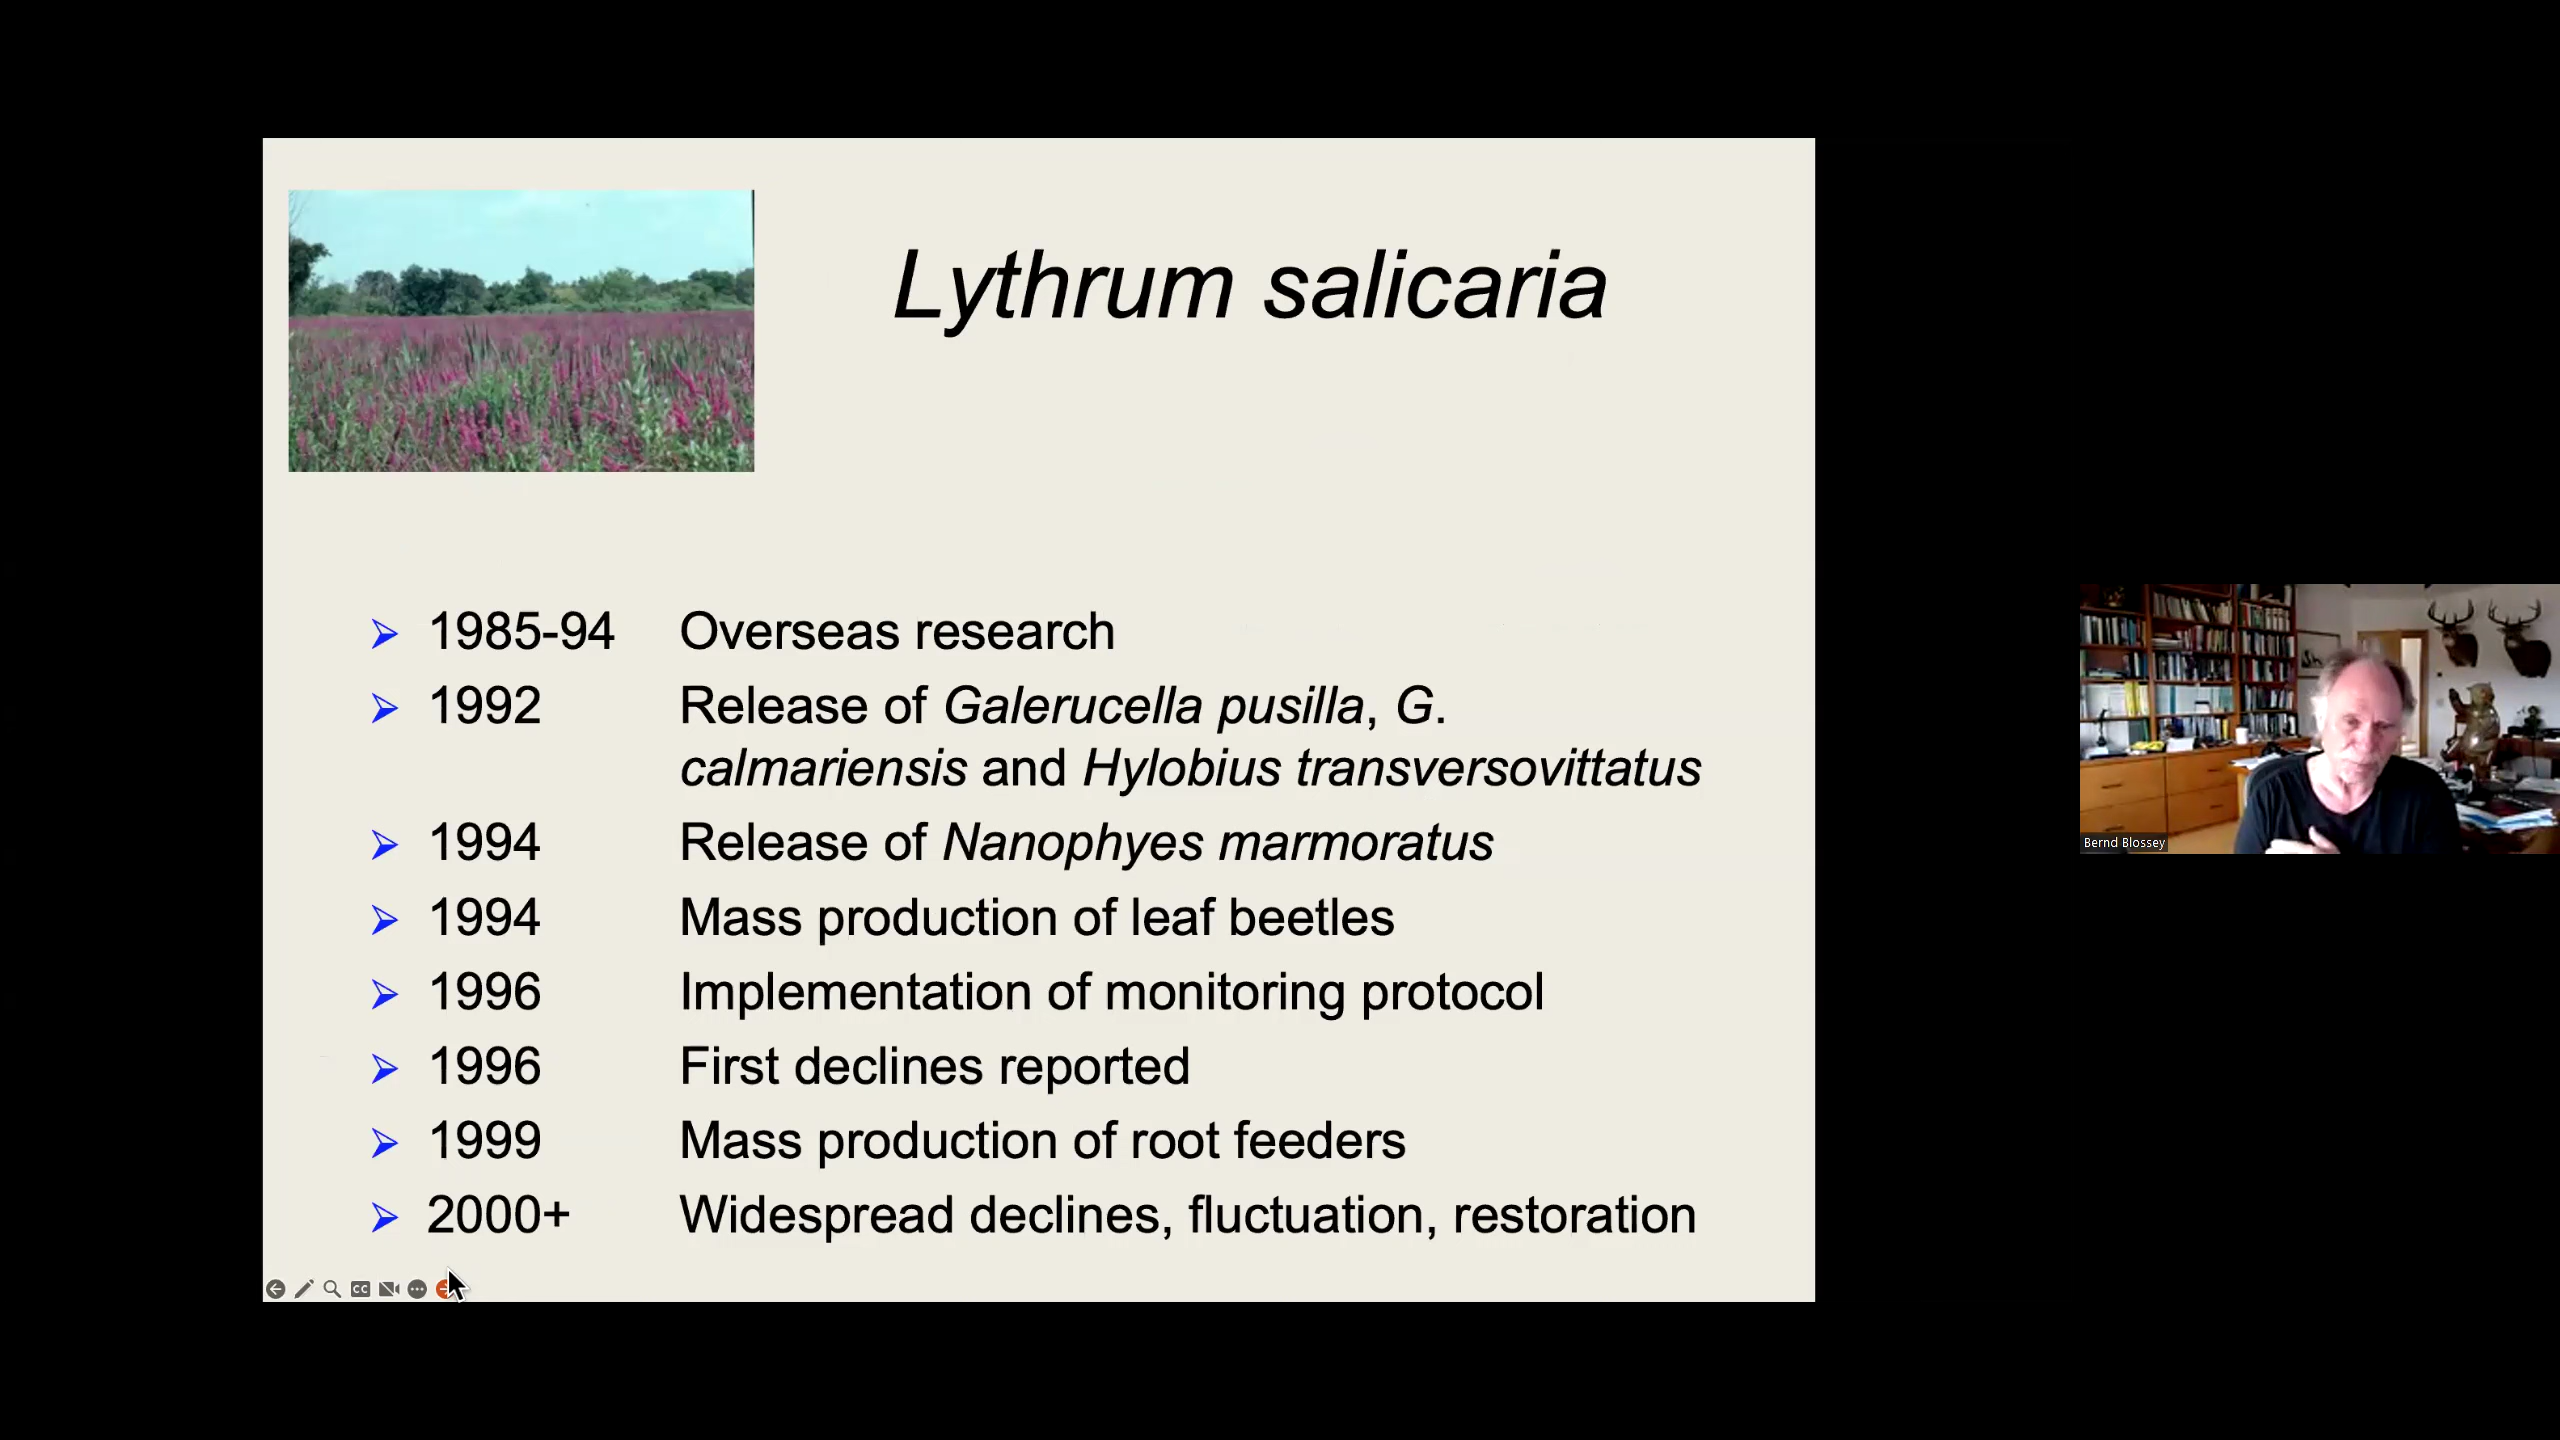 Lythrum salicaria
1985-94 Overseas research
1992 Release of Galerucella pusilla, G.
calmariensis and Hylobius transversovittatus
1994 Release of Nanophyes marmoratus
1994 Mass production of leaf beetles
1996 Implementation of monitoring protocol
1996 First declines reported
1999 Mass production of root feeders
2000+ Widespread declines, fluctuation, restoration
CC
Bernd Blossey